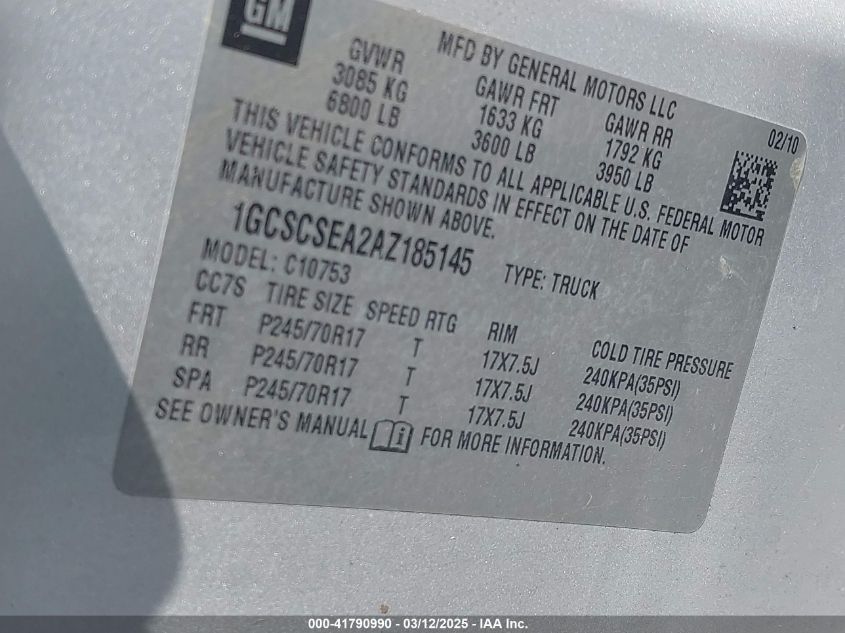 GM
MFD BY GENERAL MOTORS LLC
GVWR GAWR FRT GAWR RR 02/10
3085 KG 1633 KG 1792 KG
6800 LB 3600 LB 3950 LB
THIS VEHICLE CONFORMS TO ALL APPLICABLE U.S. FEDERAL MOTOR
VEHICLE SAFETY STANDARDS IN EFFECT ON THE DATE OF
MANUFACTURE SHOWN ABOVE.
1GCSCSEA2AZ185145 TYPE: TRUCK
MODEL: C10753
CC7S TIRE SIZE SPEED RTG RIM COLD TIRE PRESSURE
FRT P245/70R17 T 17X7.5J 240KPA(35PSI)
RR P245/70R17 T 17X7.5J 240KPA(35PSI)
SPA P245/70R17 T 17X7.5J 240KPA(35PSI)
SEE OWNER'S MANUAL i FOR MORE INFORMATION.
000-41790990 - 03/12/2025 - IAA Inc.